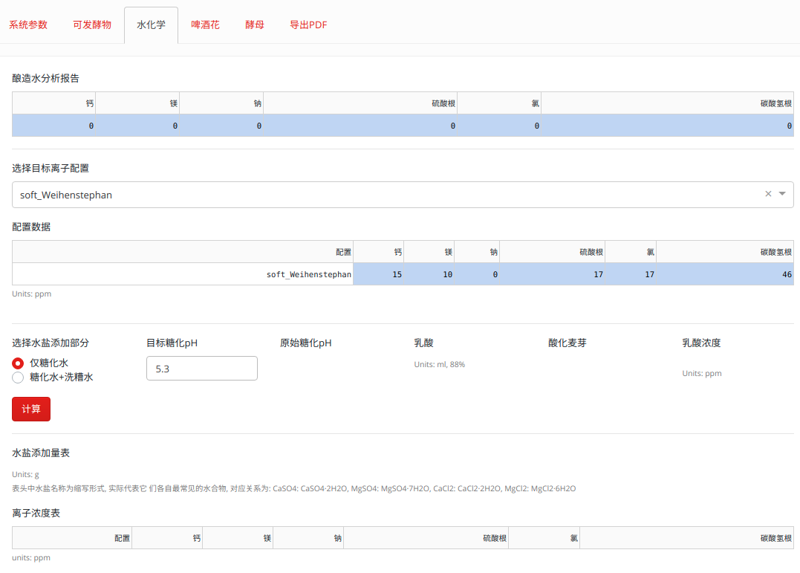 系统参数 可发酵物 水化学 啤酒花 酵母 导出PDF
酿造水分析报告
钙 镁 钠 硫酸根 氯 碳酸氢根
0 0 0 0 0 0
选择目标离子配置
soft_Weihenstephan ×
配置数据
配置 钙 镁 钠 硫酸根 氯 碳酸氢根
soft_Weihenstephan 15 10 0 17 17 46
Units: ppm
选择水盐添加部分 目标糖化pH 原始糖化pH 乳酸 酸化麦芽 乳酸浓度
仅糖化水 5.3 Units: ml, 88% Units: ppm
糖化水+洗糟水
计算
水盐添加量表
Units: g
表头中水盐名称为缩写形式, 实际代表它 们各自最常见的水合物, 对应关系为: CaSO4: CaSO4-2H2O, MgSO4: MgSO4-7H2O, CaCl2: CaCl2-2H2O, MgCl2: MgCl2-6H2O
离子浓度表
配置 钙 镁 钠 硫酸根 氯 碳酸氢根
units: ppm